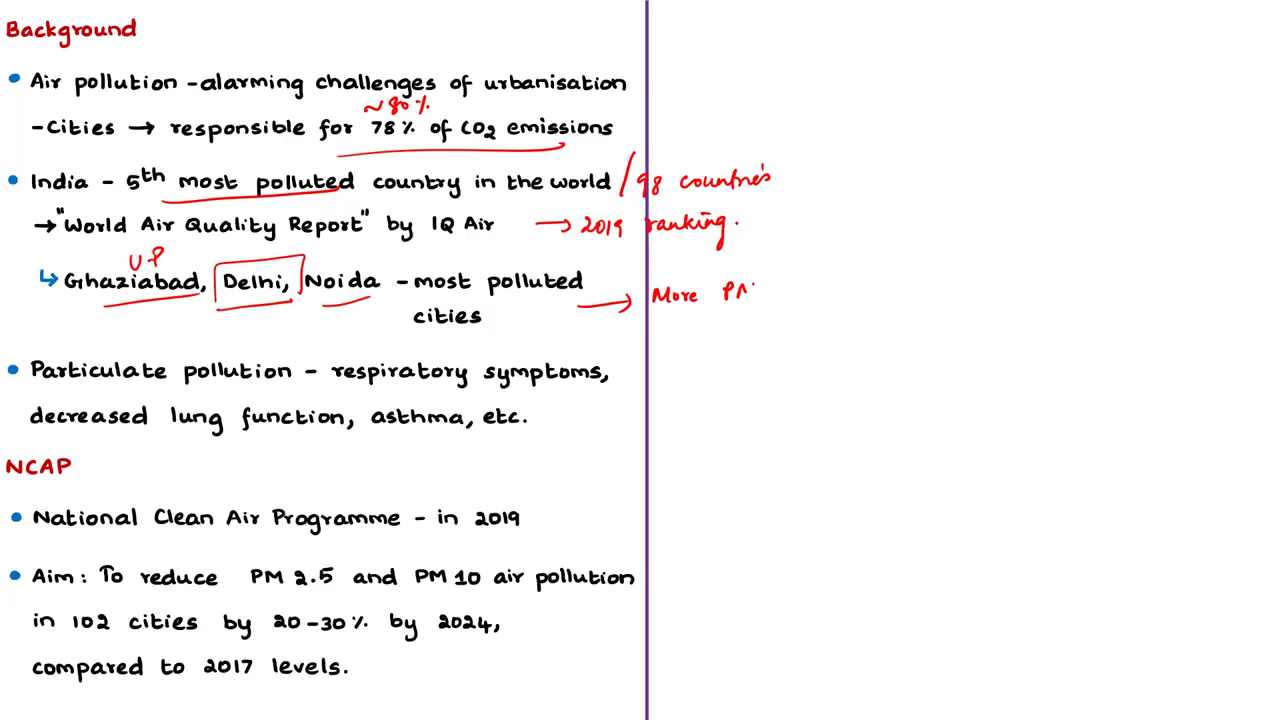 Background
• Air pollution - alarming challenges of urbanisation
~80%
- Cities → responsible for 78% of CO2 emissions
• India - 5th most polluted country in the world / 98 countries
→ "World Air Quality Report" by IQ Air → 2019 ranking.
UP
↳ Ghaziabad, Delhi, Noida - most polluted
cities → More
• Particulate pollution - respiratory symptoms,
decreased lung function, asthma, etc.
NCAP
• National Clean Air Programme - in 2019
• Aim: To reduce PM 2.5 and PM 10 air pollution
in 102 cities by 20-30% by 2024,
compared to 2017 levels.